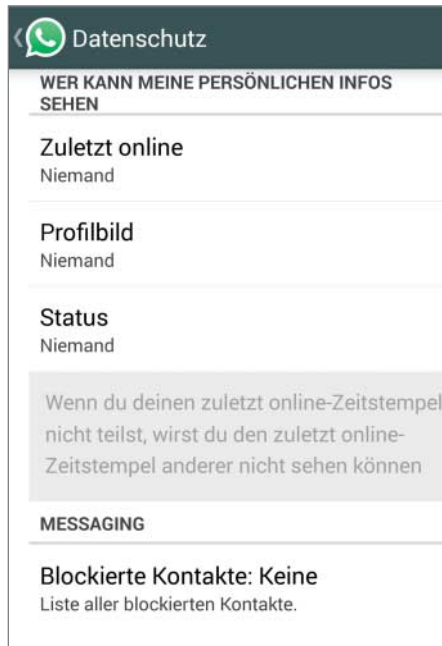 Datenschutz
WER KANN MEINE PERSÖNLICHEN INFOS
SEHEN
Zuletzt online
Niemand
Profilbild
Niemand
Status
Niemand
Wenn du deinen zuletzt online-Zeitstempel
nicht teilst, wirst du den zuletzt online-
Zeitstempel anderer nicht sehen können
MESSAGING
Blockierte Kontakte: Keine
Liste aller blockierten Kontakte.